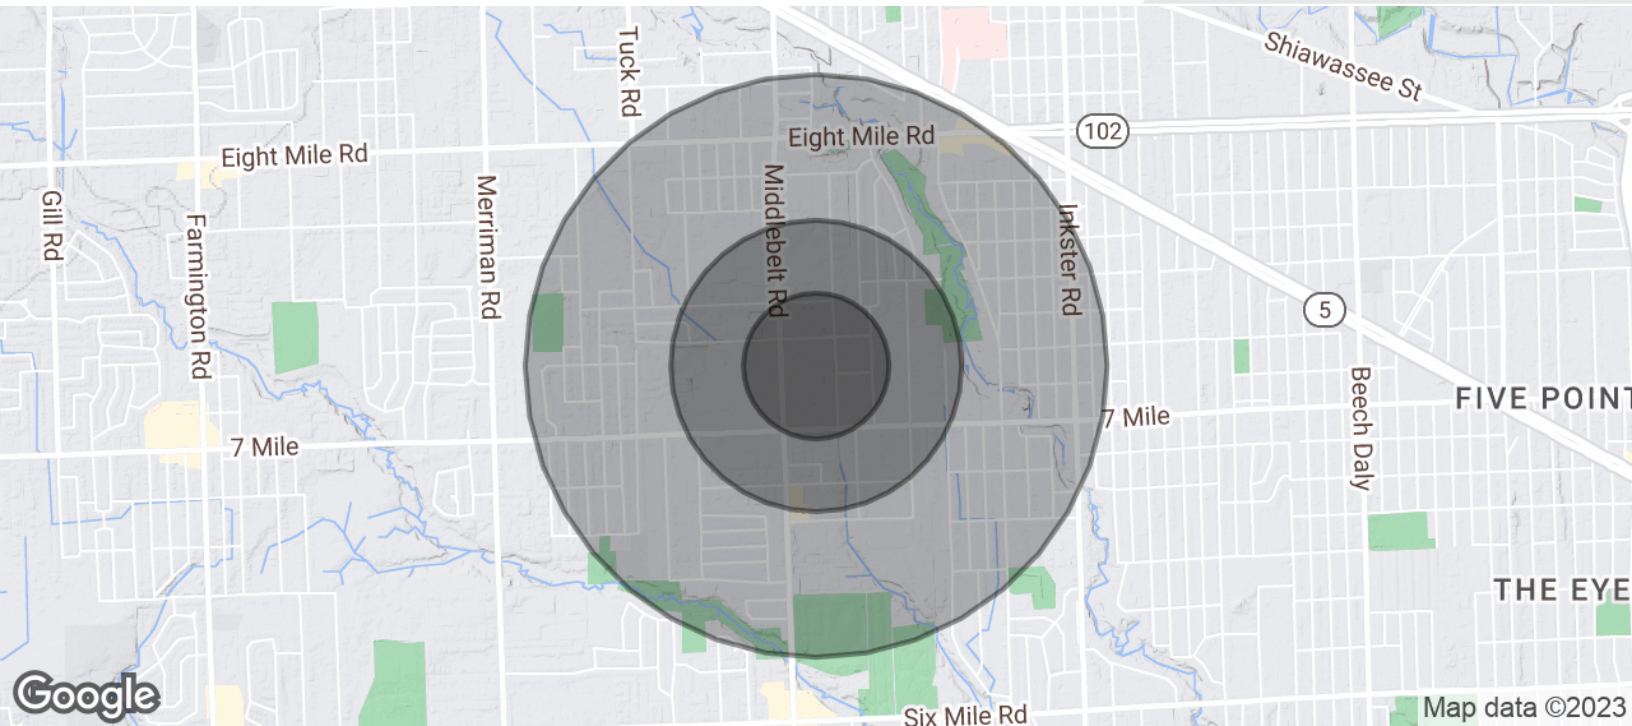 Tuck Rd
Shiawassee St
102
Eight Mile Rd
Eight Mile Rd
Gill Rd
Farmington Rd
Merriman Rd
Middlebelt Rd
Inkster Rd
5
Beech Daly
FIVE POINT
7 Mile
7 Mile
THE EYE
Google
Six Mile Rd
Map data ©2023